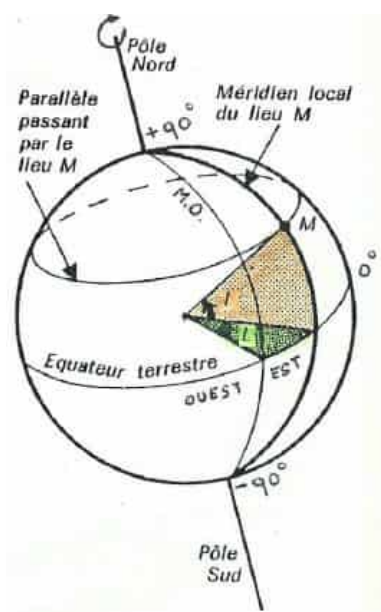 Pôle
Nord
Parallèle
passant
par le
lieu M
Méridien local
du lieu M
+90°
M.O.
M
0°
l
L
Equateur terrestre
OUEST
EST
-90°
Pôle
Sud